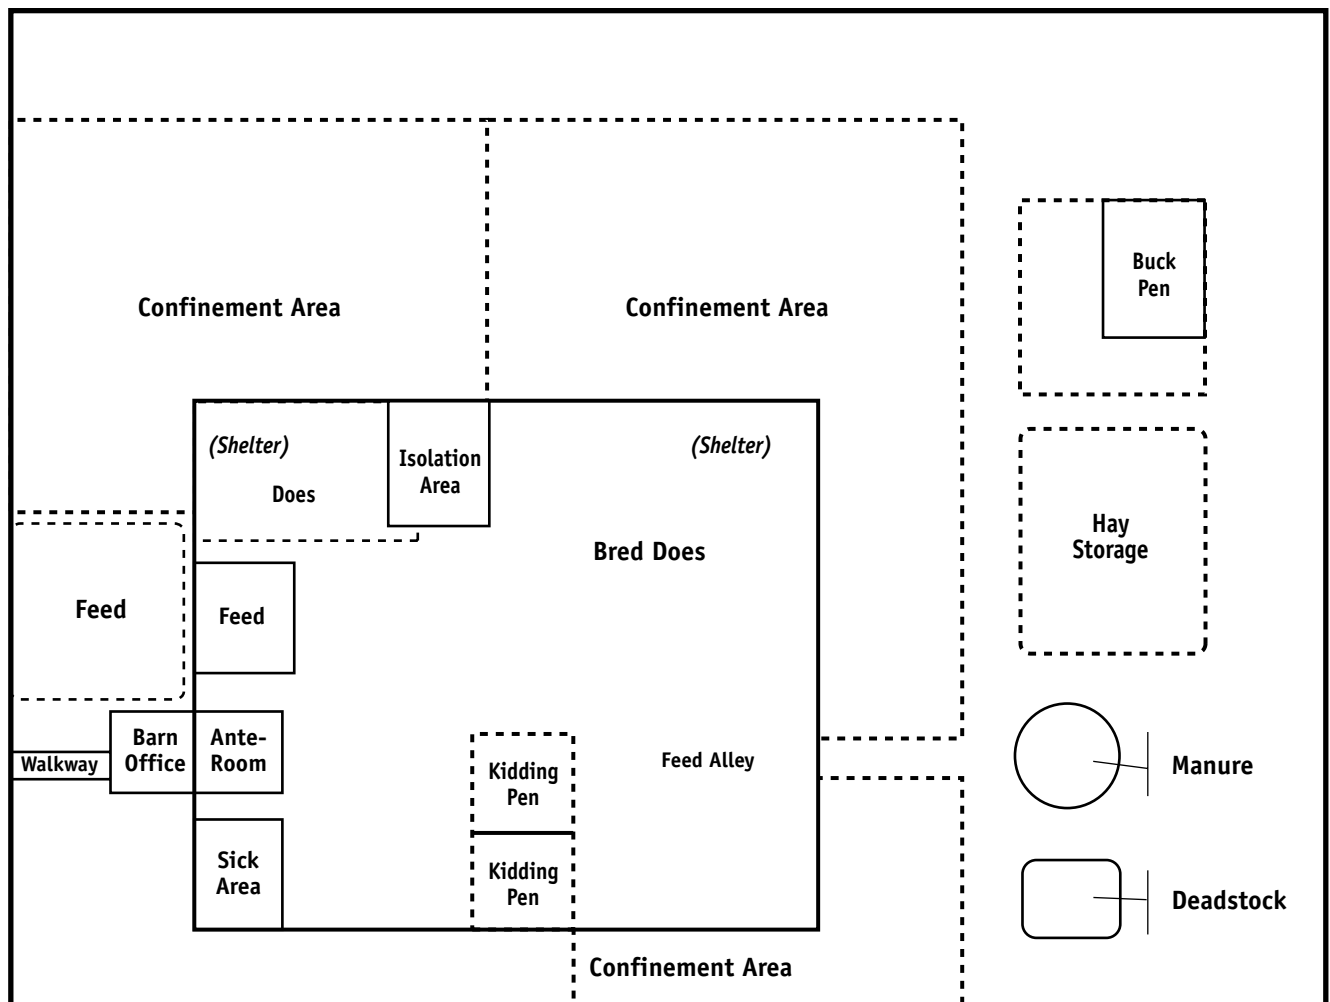 Confinement Area
Confinement Area
Buck
Pen
(Shelter)
Does
Isolation
Area
(Shelter)
Bred Does
Hay
Storage
Feed
Feed
Walkway
Barn
Office
Ante-
Room
Kidding
Pen
Feed Alley
Manure
Sick
Area
Kidding
Pen
Deadstock
Confinement Area